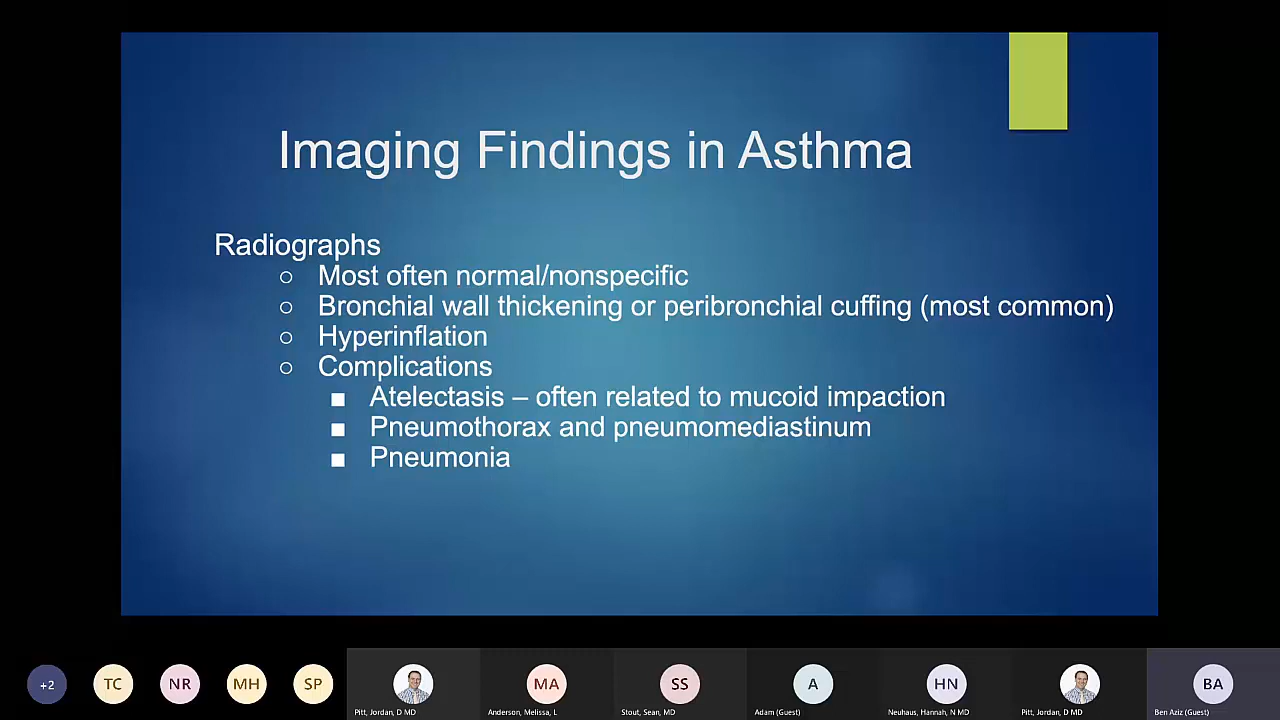 Imaging Findings in Asthma
Radiographs
○ Most often normal/nonspecific
○ Bronchial wall thickening or peribronchial cuffing (most common)
○ Hyperinflation
○ Complications
■ Atelectasis – often related to mucoid impaction
■ Pneumothorax and pneumomediastinum
■ Pneumonia
+2 TC NR MH SP MA SS A HN BA
Pitt, Jordan, D MD Anderson, Melissa, L Stout, Sean, MD Adam (Guest) Neuhaus, Hannah, N MD Pitt, Jordan, D MD Ben Aziz (Guest)